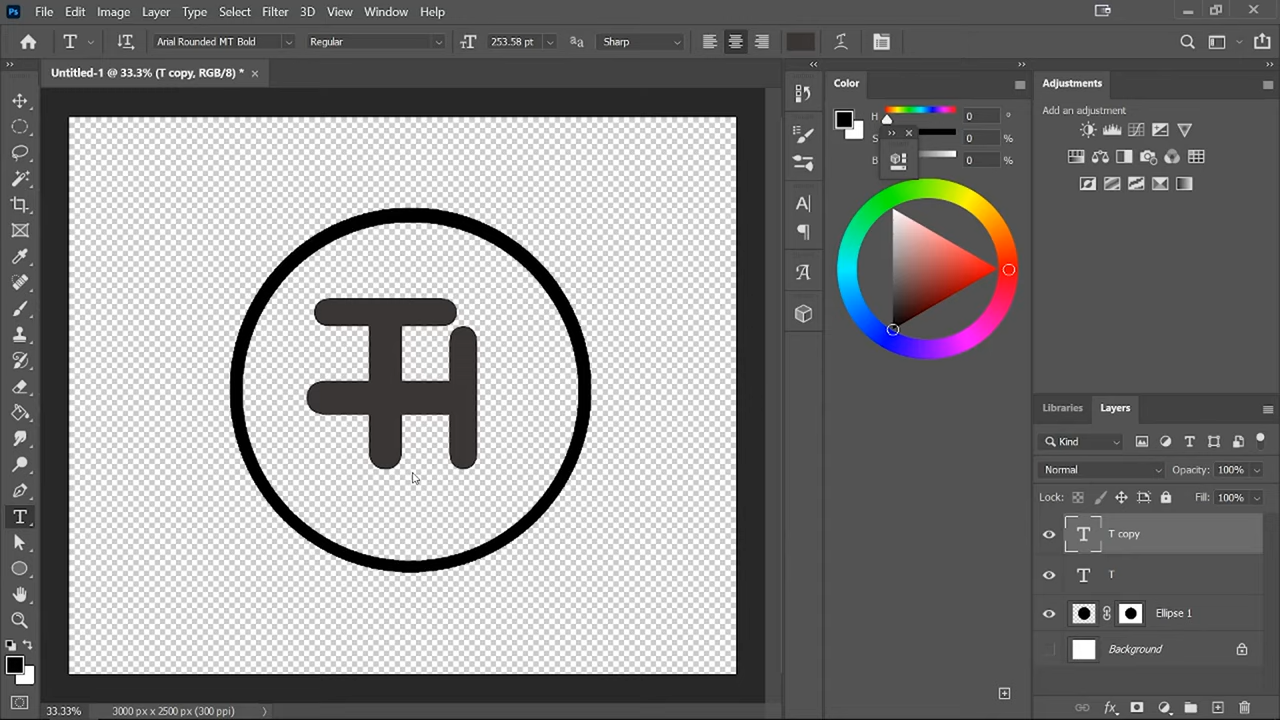 Ps File Edit Image Layer Type Select Filter 3D View Window Help
T Arial Rounded MT Bold Regular 253.58 pt Sharp
Untitled-1 @ 33.3% (T copy, RGB/8) * ×
Color
H 0 °
S 0 %
B 0 %
Adjustments
Add an adjustment
Libraries Layers
Kind
Normal Opacity: 100%
Lock: Fill: 100%
T T copy
T T
Ellipse 1
Background
fx
33.33% 3000 px x 2500 px (300 ppi)